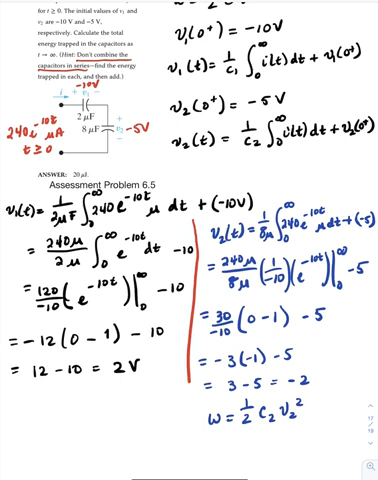 for t ≥ 0. The initial values of v₁ and
v₂ are −10 V and −5 V,
respectively. Calculate the total
energy trapped in the capacitors as
t → ∞. (Hint: Don't combine the
capacitors in series—find the energy
trapped in each, and then add.)
-10V
i + v₁ −
2 μF
240e^-10t μA
t ≥ 0
8 μF
+
v₂
−
-5V
ANSWER: 20 μJ.
Assessment Problem 6.5
v₁(0⁺) = -10V
v₁(t) = 1/C₁ ∫₀^∞ i(t)dt + v₁(0⁺)
v₂(0⁺) = -5V
v₂(t) = 1/C₂ ∫₀^∞ i(t)dt + v₂(0⁺)
v₁(t) = 1/2μF ∫₀^∞ 240e^-10t μ dt + (-10V)
= 240μ/2μ ∫₀^∞ e^-10t dt -10
= 120/-10 (e^-10t)|₀^∞ - 10
= -12(0-1) - 10
= 12 - 10 = 2V
v₂(t) = 1/8μ ∫₀^∞ 240e^-10t μ dt + (-5)
= 240μ/8μ (1/-10)(e^-10t)|₀^∞ - 5
= 30/-10 (0-1) - 5
= -3(-1) - 5
= 3 - 5 = -2
w = 1/2 C₂ v₂²
17
/
18